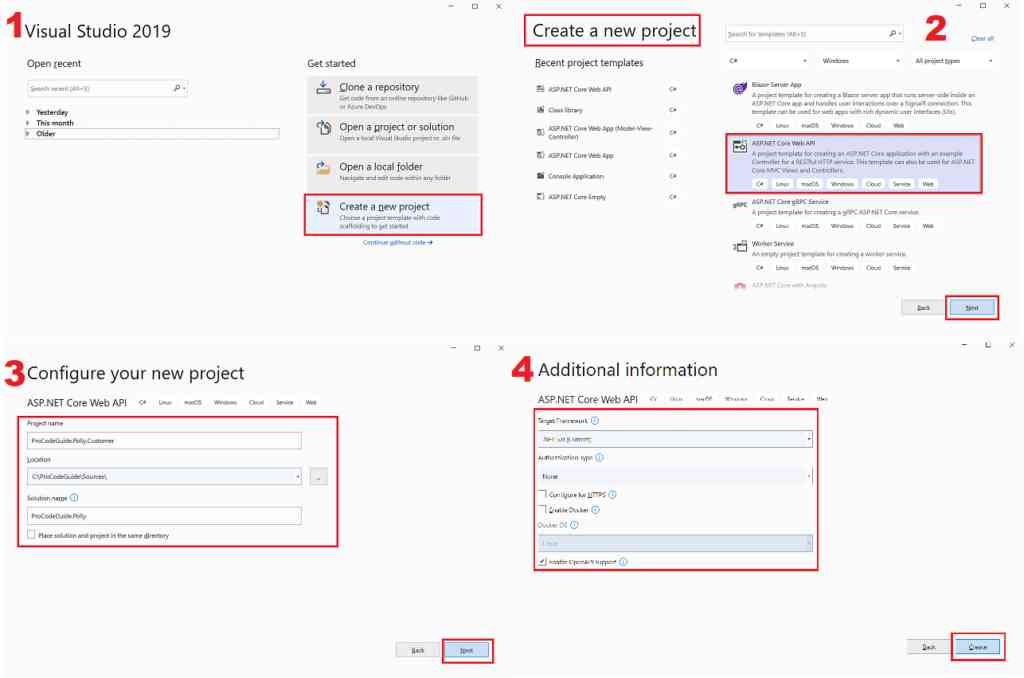 1
Visual Studio 2019
Open recent
Search recent (Alt+S)
Yesterday
This month
Older
Get started
Clone a repository
Get code from an online repository like GitHub
or Azure DevOps
Open a project or solution
Open a local Visual Studio project or .sln file
Open a local folder
Navigate and edit code within any folder
Create a new project
Choose a project template with code
scaffolding to get started
Continue without code →
2
Create a new project
Search for templates (Alt+S)
Clear all
C#
Windows
All project types
Recent project templates
ASP.NET Core Web API C#
Class library C#
ASP.NET Core Web App (Model-View-
Controller) C#
ASP.NET Core Web App C#
Console Application C#
ASP.NET Core Empty C#
Blazor Server App
A project template for creating a Blazor server app that runs server-side inside an
ASP.NET Core app and handles user interactions over a SignalR connection. This
template can be used for web apps with rich dynamic user interfaces (UIs).
C# Linux macOS Windows Cloud Web
ASP.NET Core Web API
A project template for creating an ASP.NET Core application with an example
Controller for a RESTful HTTP service. This template can also be used for ASP.NET
Core MVC Views and Controllers.
C# Linux macOS Windows Cloud Service Web
gRPC
ASP.NET Core gRPC Service
A project template for creating a gRPC ASP.NET Core service.
C# Linux macOS Windows Cloud Service Web
Worker Service
An empty project template for creating a worker service.
C# Linux macOS Windows Cloud Service
ASP.NET Core with Angular
Back
Next
3
Configure your new project
ASP.NET Core Web API C# Linux macOS Windows Cloud Service Web
Project name
ProCodeGuide.Polly.Customer
Location
C:\ProCodeGuide\Sources\
...
Solution name
ProCodeGuide.Polly
Place solution and project in the same directory
Back
Next
4
Additional information
ASP.NET Core Web API C# Linux macOS Windows Cloud Service Web
Target Framework
.NET 5.0 (Current)
Authentication Type
None
Configure for HTTPS
Enable Docker
Docker OS
Linux
Enable OpenAPI support
Back
Create